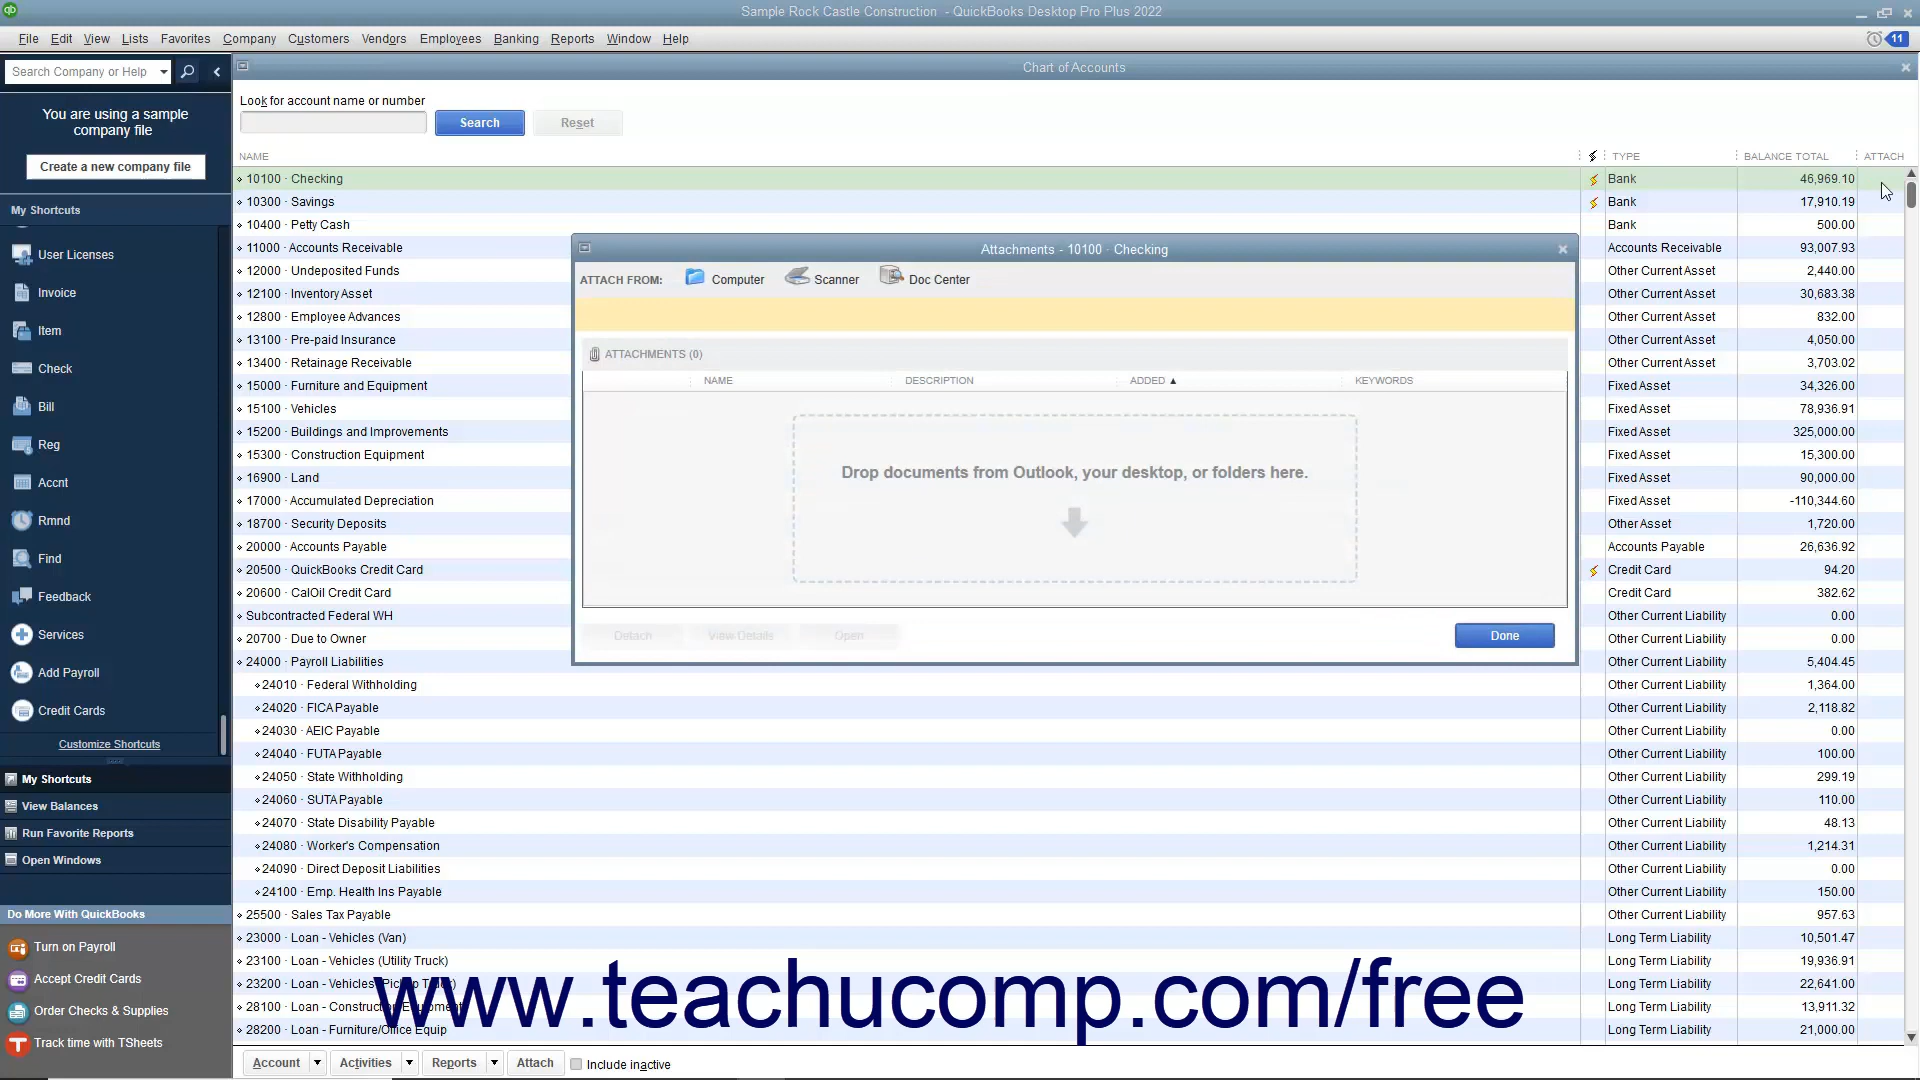 qb
Sample Rock Castle Construction - QuickBooks Desktop Pro Plus 2022
File Edit View Lists Favorites Company Customers Vendors Employees Banking Reports Window Help
11
Search Company or Help
Chart of Accounts
You are using a sample
company file
Create a new company file
My Shortcuts
User Licenses
Invoice
Item
Check
Bill
Reg
Accnt
Rmnd
Find
Feedback
Services
Add Payroll
Credit Cards
Customize Shortcuts
My Shortcuts
View Balances
Run Favorite Reports
Open Windows
Do More With QuickBooks
Turn on Payroll
Accept Credit Cards
Order Checks & Supplies
Track time with TSheets
Look for account name or number
Search Reset
NAME TYPE BALANCE TOTAL ATTACH
10100 · Checking Bank 46,969.10
10300 · Savings Bank 17,910.19
10400 · Petty Cash Bank 500.00
11000 · Accounts Receivable Accounts Receivable 93,007.93
12000 · Undeposited Funds Other Current Asset 2,440.00
12100 · Inventory Asset Other Current Asset 30,683.38
12800 · Employee Advances Other Current Asset 832.00
13100 · Pre-paid Insurance Other Current Asset 4,050.00
13400 · Retainage Receivable Other Current Asset 3,703.02
15000 · Furniture and Equipment Fixed Asset 34,326.00
15100 · Vehicles Fixed Asset 78,936.91
15200 · Buildings and Improvements Fixed Asset 325,000.00
15300 · Construction Equipment Fixed Asset 15,300.00
16900 · Land Fixed Asset 90,000.00
17000 · Accumulated Depreciation Fixed Asset -110,344.60
18700 · Security Deposits Other Asset 1,720.00
20000 · Accounts Payable Accounts Payable 26,636.92
20500 · QuickBooks Credit Card Credit Card 94.20
20600 · CalOil Credit Card Credit Card 382.62
Subcontracted Federal WH Other Current Liability 0.00
20700 · Due to Owner Other Current Liability 0.00
24000 · Payroll Liabilities Other Current Liability 5,404.45
24010 · Federal Withholding Other Current Liability 1,364.00
24020 · FICA Payable Other Current Liability 2,118.82
24030 · AEIC Payable Other Current Liability 0.00
24040 · FUTA Payable Other Current Liability 100.00
24050 · State Withholding Other Current Liability 299.19
24060 · SUTA Payable Other Current Liability 110.00
24070 · State Disability Payable Other Current Liability 48.13
24080 · Worker's Compensation Other Current Liability 1,214.31
24090 · Direct Deposit Liabilities Other Current Liability 0.00
24100 · Emp. Health Ins Payable Other Current Liability 150.00
25500 · Sales Tax Payable Other Current Liability 957.63
23000 · Loan - Vehicles (Van) Long Term Liability 10,501.47
23100 · Loan - Vehicles (Utility Truck) Long Term Liability 19,936.91
23200 · Loan - Vehicles (Pickup Truck) Long Term Liability 22,641.00
28100 · Loan - Construction Equipment Long Term Liability 13,911.32
28200 · Loan - Furniture/Office Equip Long Term Liability 21,000.00
Attachments - 10100 · Checking
ATTACH FROM: Computer Scanner Doc Center
ATTACHMENTS (0)
NAME DESCRIPTION ADDED KEYWORDS
Drop documents from Outlook, your desktop, or folders here.
Detach View Details Open Done
www.teachucomp.com/free
Account Activities Reports Attach Include inactive